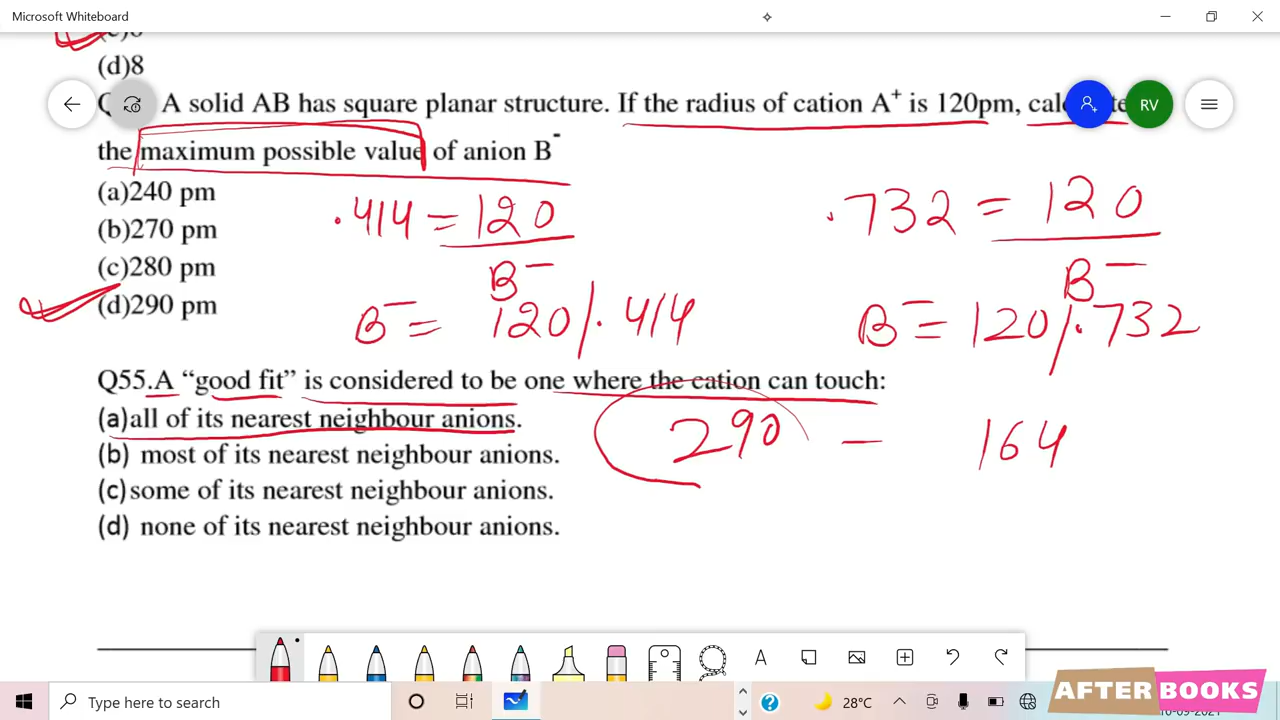 Microsoft Whiteboard
(d)8
A solid AB has square planar structure. If the radius of cation A+ is 120pm,
RV
the maximum possible value of anion B-
(a)240 pm
(b)270 pm
(c)280 pm
(d)290 pm
.414 = 120
B-
B- = 120/.414
.732 = 120
B-
B- = 120/.732
Q55.A “good fit” is considered to be one where the cation can touch:
(a)all of its nearest neighbour anions.
(b) most of its nearest neighbour anions.
(c)some of its nearest neighbour anions.
(d) none of its nearest neighbour anions.
290 – 164
A
Type here to search
28°C
AFTERBOOKS